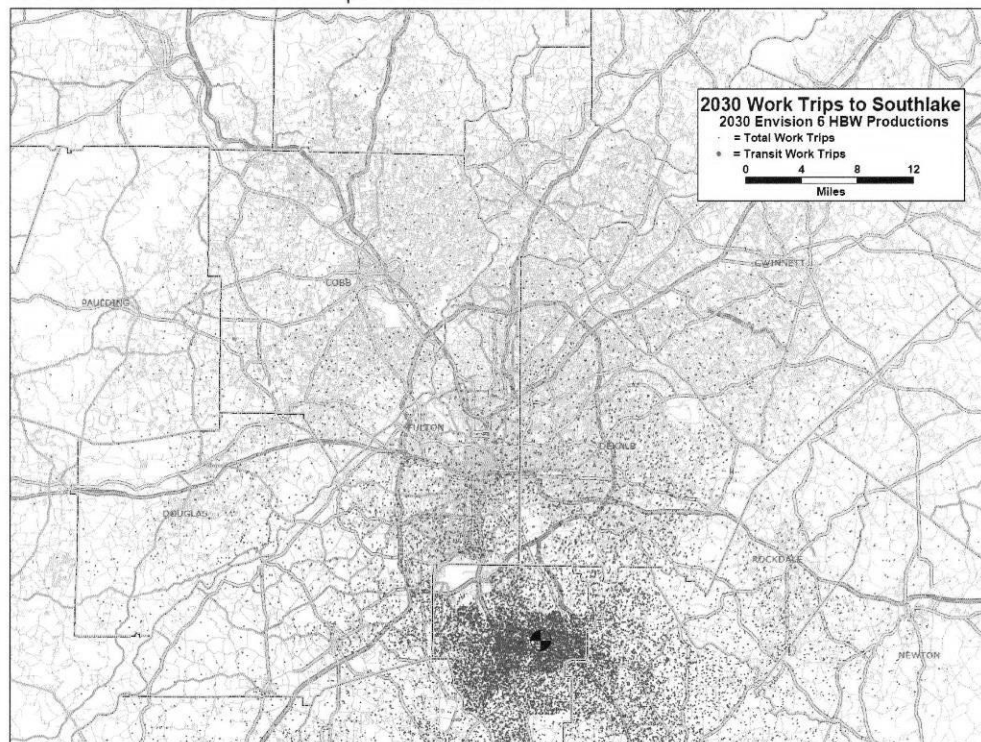 2030 Work Trips to Southlake
2030 Envision 6 HBW Productions
= Total Work Trips
= Transit Work Trips
0 4 8 12
Miles
GWINNETT
COBB
PAULDING
FULTON
DEKALB
DOUGLAS
ROCKDALE
NEWTON